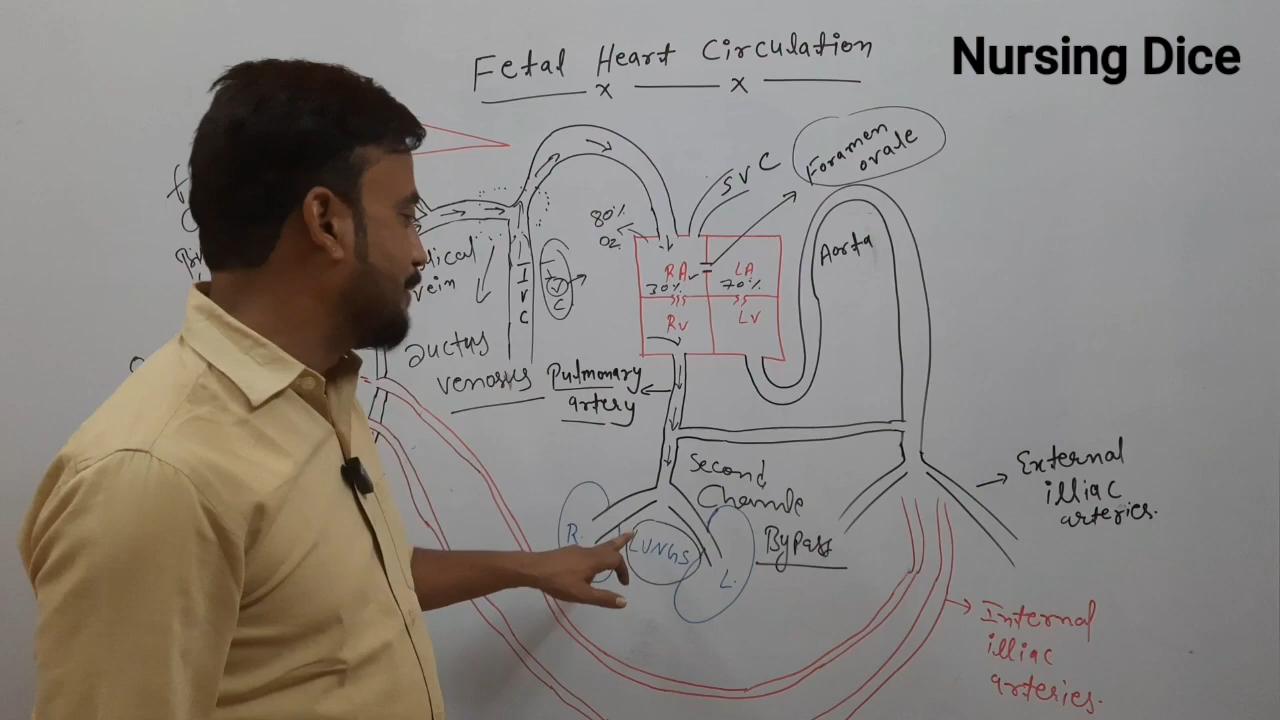 Nursing Dice
Fetal Heart Circulation
Foramen
ovale
SVC
80%
O2
Aorta
RA
30%
LA
70%
RV
LV
vein
IVC
ductus
venosus
Pulmonary
artery
Second
Bypass
R.
LUNGS
L.
External
illiac
arteries.
Internal
illiac
arteries.